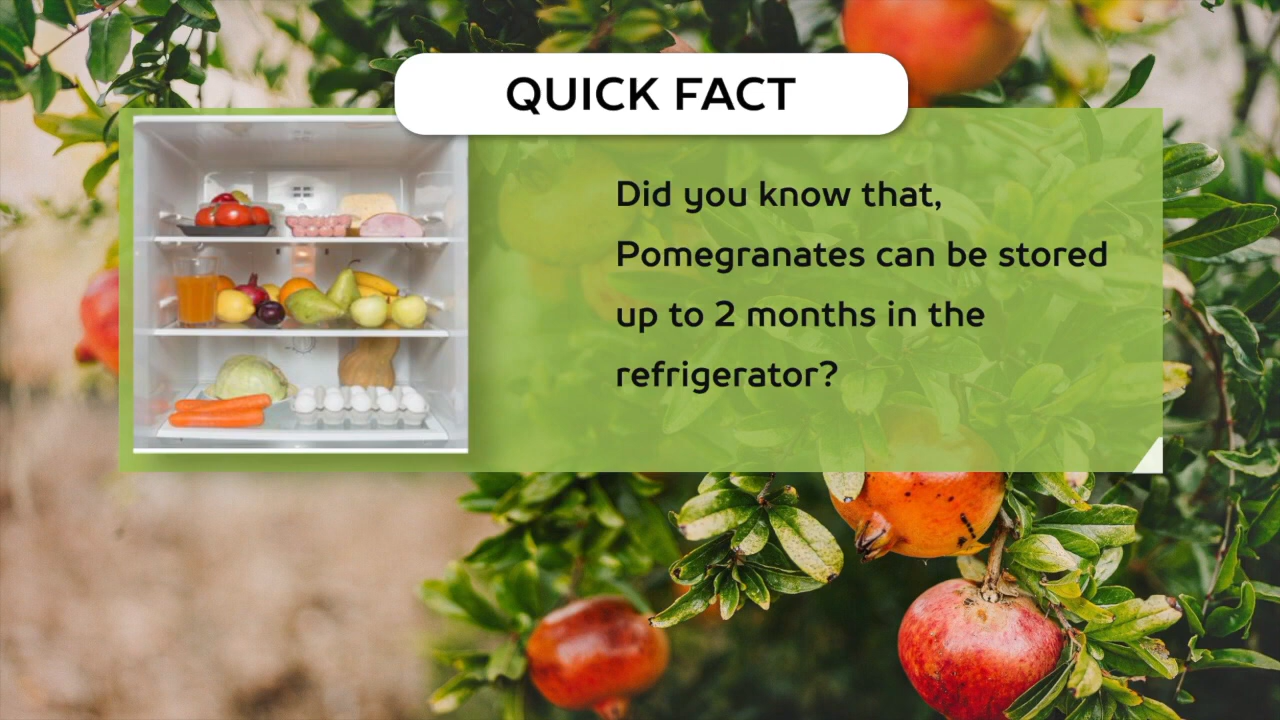 QUICK FACT
Did you know that,
Pomegranates can be stored
up to 2 months in the
refrigerator?